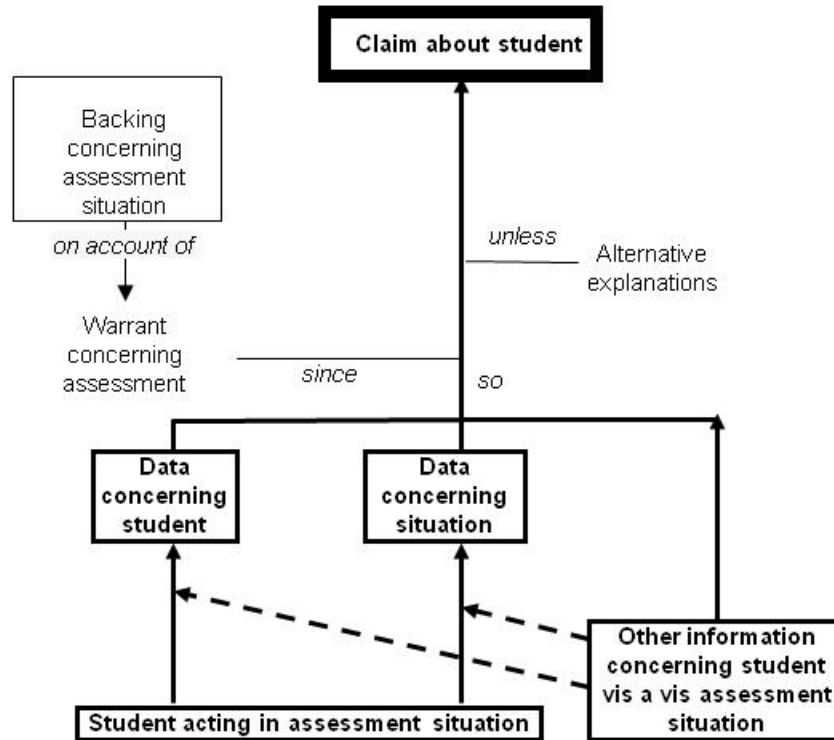 Claim about student
Backing
concerning
assessment
situation
on account of
unless
Alternative
explanations
Warrant
concerning
assessment
since
so
Data
concerning
student
Data
concerning
situation
Other information
concerning student
vis a vis assessment
situation
Student acting in assessment situation